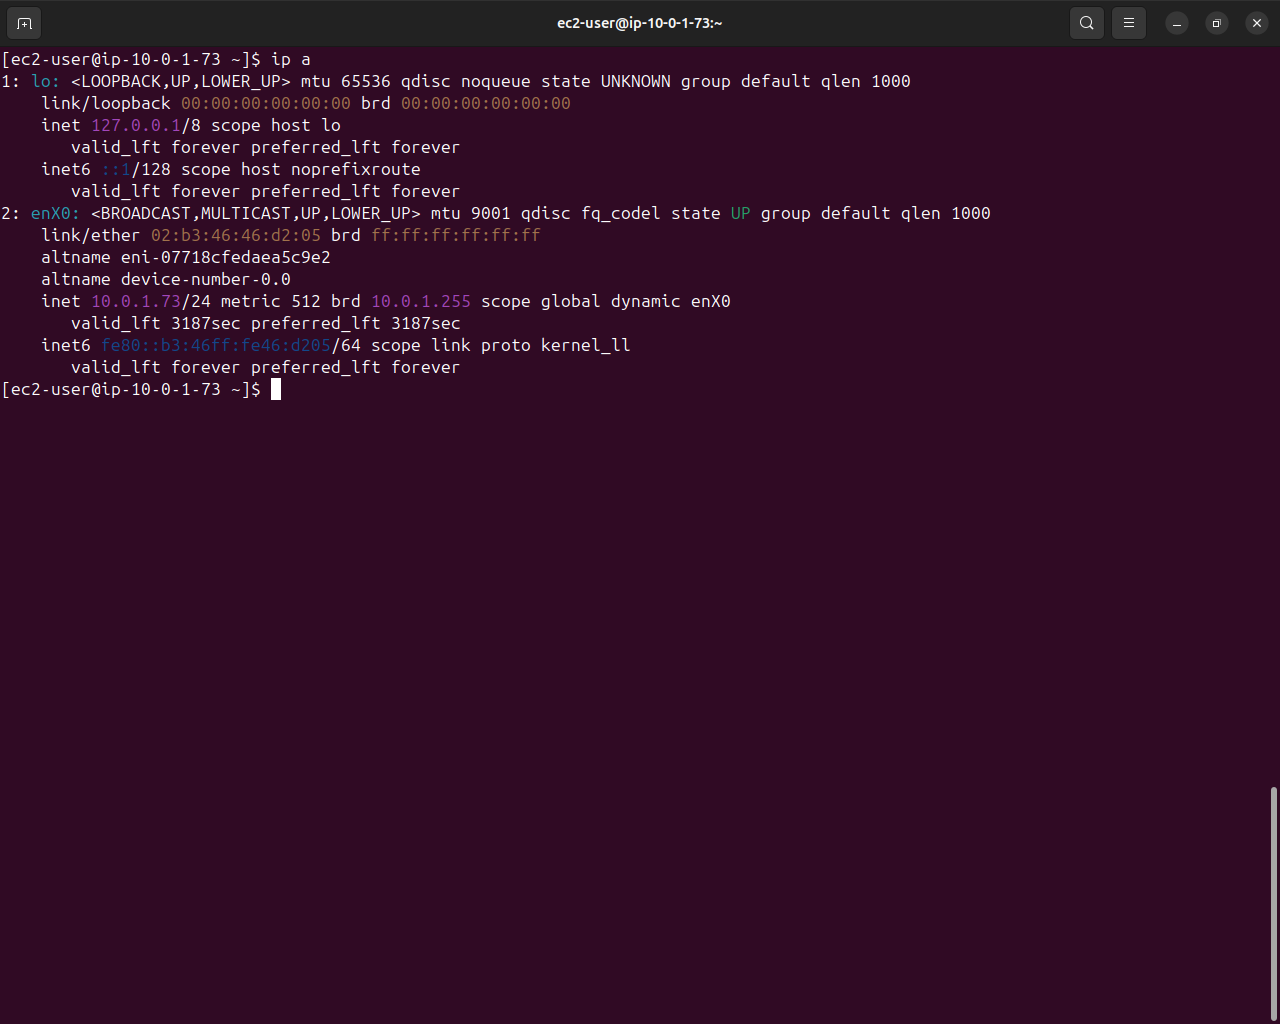 ec2-user@ip-10-0-1-73:~
[ec2-user@ip-10-0-1-73 ~]$ ip a
1: lo: <LOOPBACK,UP,LOWER_UP> mtu 65536 qdisc noqueue state UNKNOWN group default qlen 1000
    link/loopback 00:00:00:00:00:00 brd 00:00:00:00:00:00
    inet 127.0.0.1/8 scope host lo
       valid_lft forever preferred_lft forever
    inet6 ::1/128 scope host noprefixroute
       valid_lft forever preferred_lft forever
2: enX0: <BROADCAST,MULTICAST,UP,LOWER_UP> mtu 9001 qdisc fq_codel state UP group default qlen 1000
    link/ether 02:b3:46:46:d2:05 brd ff:ff:ff:ff:ff:ff
    altname eni-07718cfedaea5c9e2
    altname device-number-0.0
    inet 10.0.1.73/24 metric 512 brd 10.0.1.255 scope global dynamic enX0
       valid_lft 3187sec preferred_lft 3187sec
    inet6 fe80::b3:46ff:fe46:d205/64 scope link proto kernel_ll
       valid_lft forever preferred_lft forever
[ec2-user@ip-10-0-1-73 ~]$